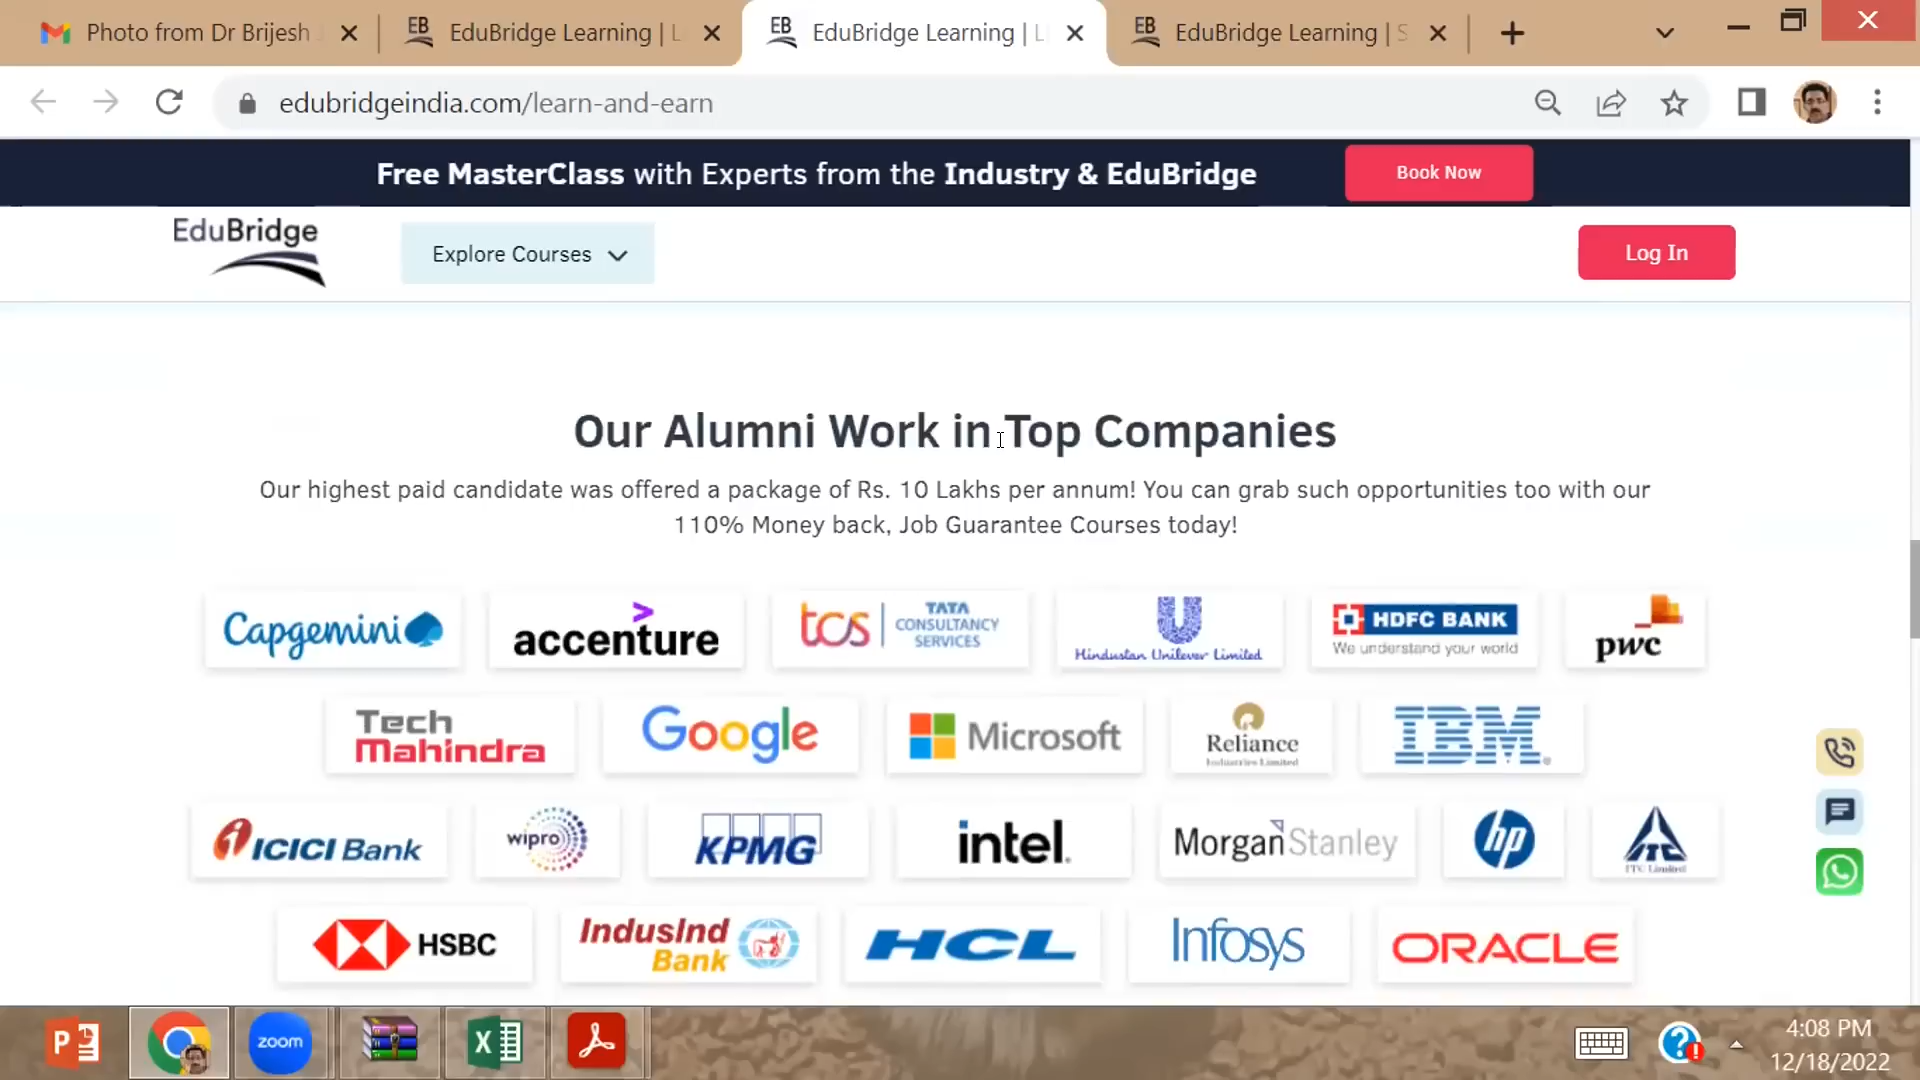 Photo from Dr Brijesh
EduBridge Learning | L
EduBridge Learning | L
EduBridge Learning | S
edubridgeindia.com/learn-and-earn
Free MasterClass with Experts from the Industry & EduBridge
Book Now
EduBridge
Explore Courses
Log In
Our Alumni Work in Top Companies
Our highest paid candidate was offered a package of Rs. 10 Lakhs per annum! You can grab such opportunities too with our
110% Money back, Job Guarantee Courses today!
Capgemini
accenture
tcs
TATA
CONSULTANCY
SERVICES
Hindustan Unilever Limited
HDFC BANK
We understand your world
pwc
Tech
Mahindra
Google
Microsoft
Reliance
Industries Limited
IBM
ICICI Bank
wipro
KPMG
intel
Morgan Stanley
hp
ITC Limited
HSBC
IndusInd
Bank
HCL
Infosys
ORACLE
zoom
4:08 PM
12/18/2022